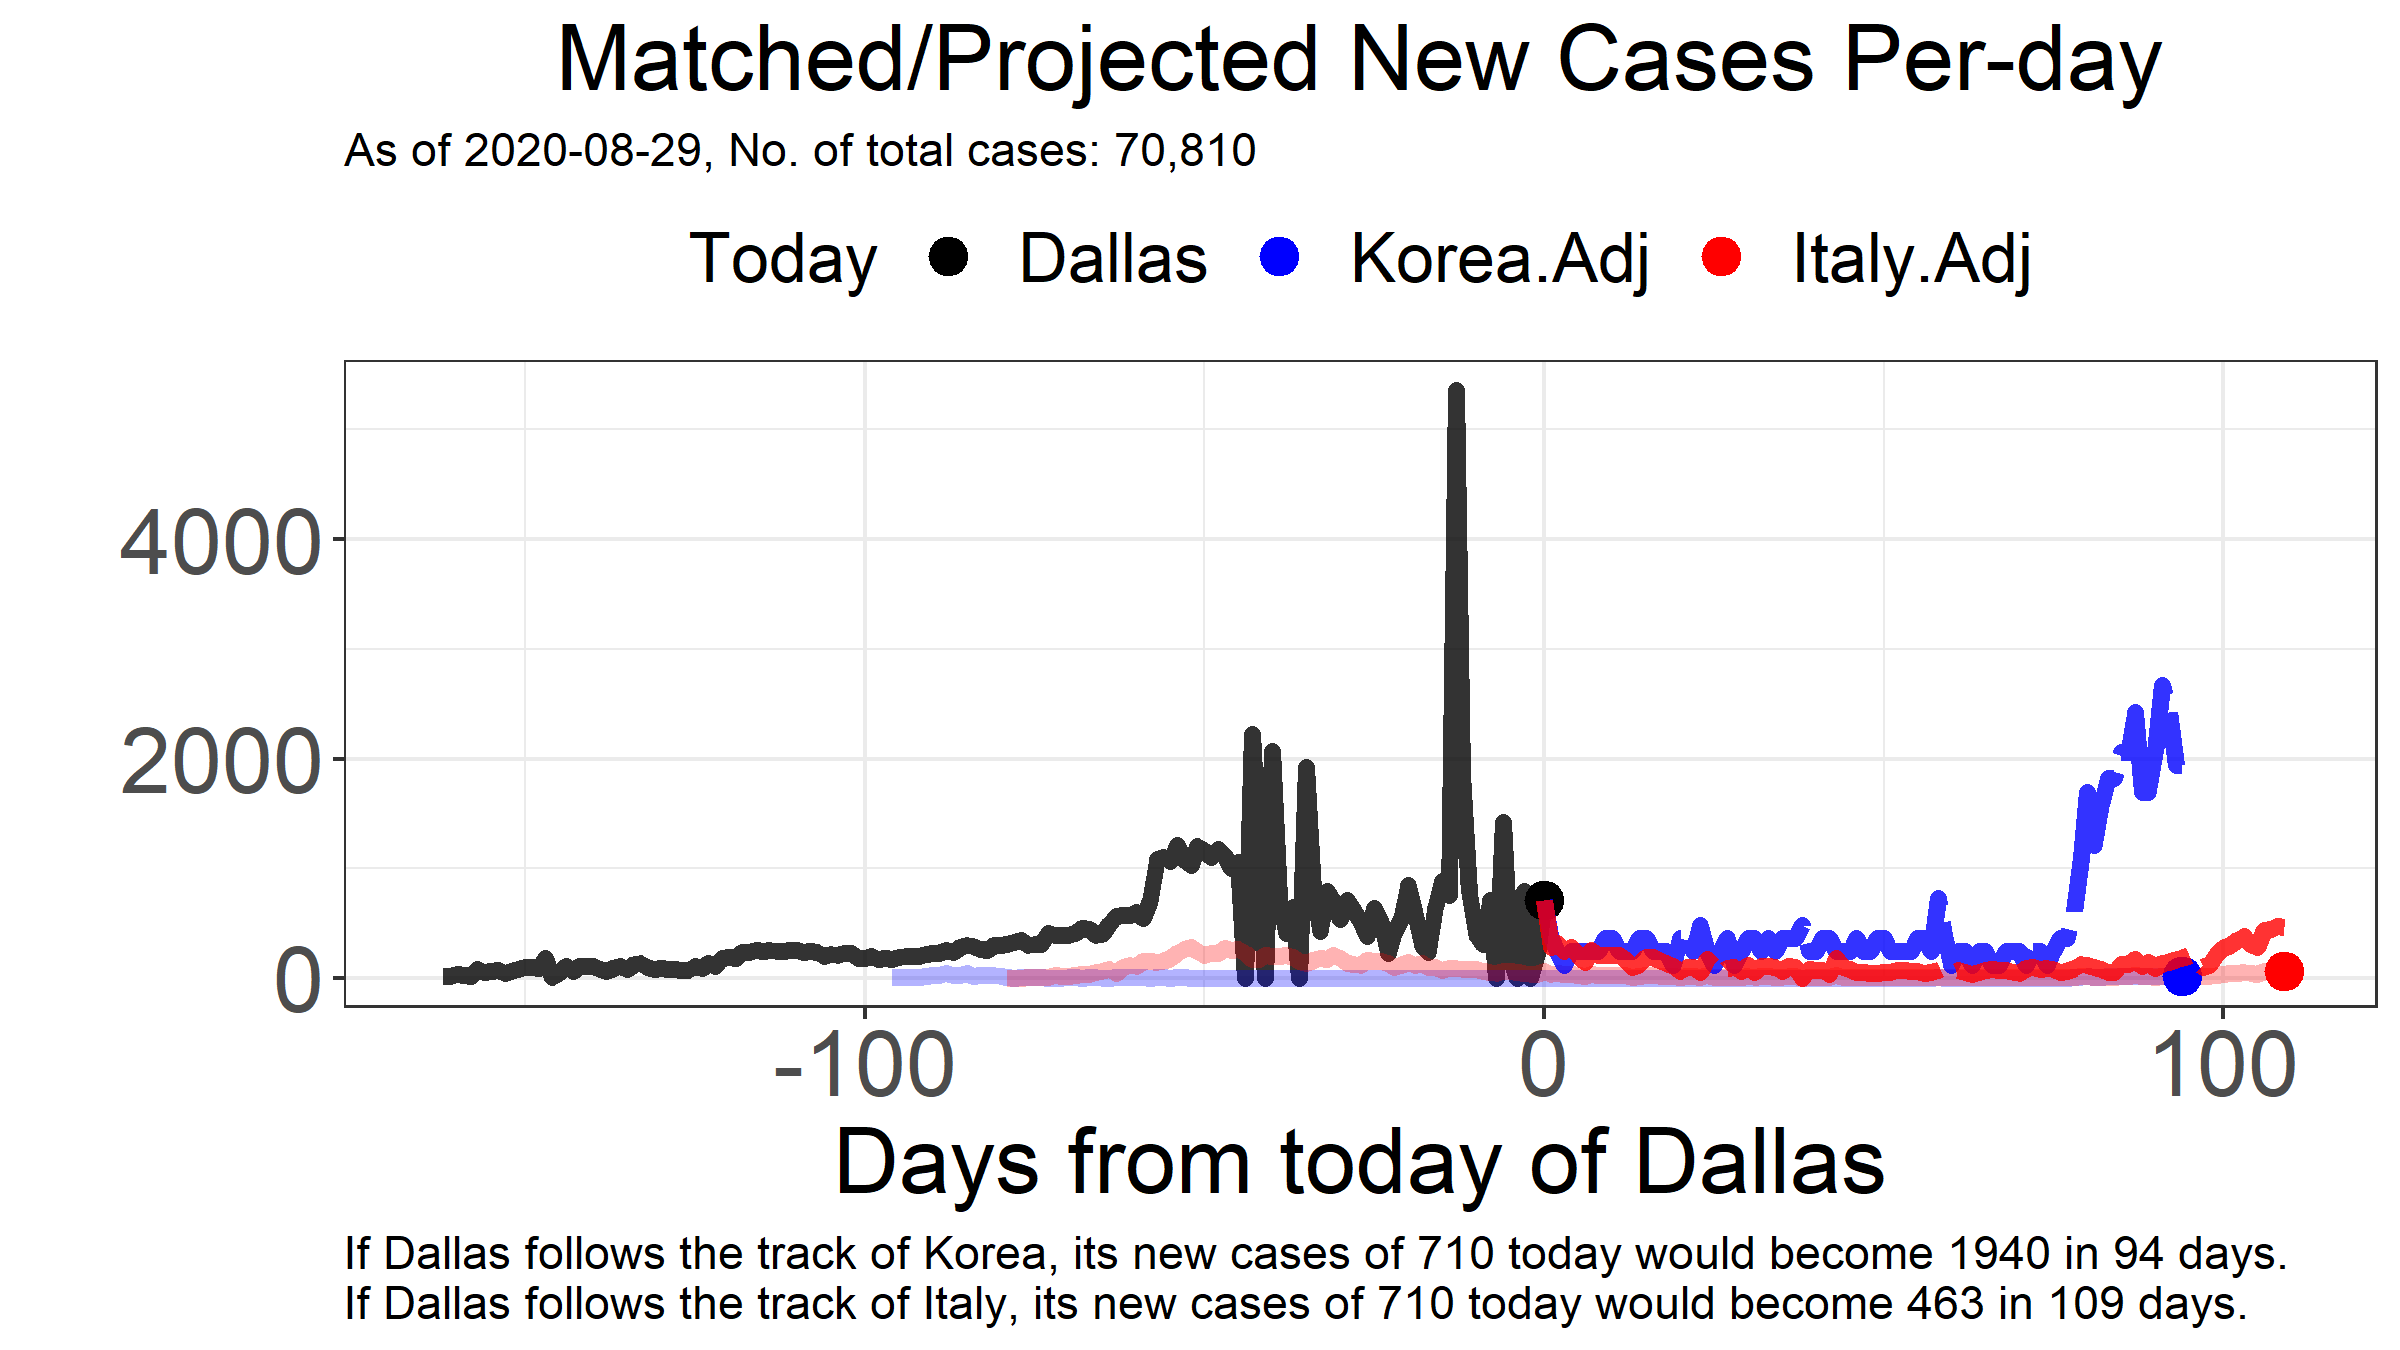 Matched/Projected New Cases Per-day
As of 2020-08-29, No. of total cases: 70,810
Today Dallas Korea.Adj Italy.Adj
4000
2000
0
-100 0 100
Days from today of Dallas
If Dallas follows the track of Korea, its new cases of 710 today would become 1940 in 94 days.
If Dallas follows the track of Italy, its new cases of 710 today would become 463 in 109 days.